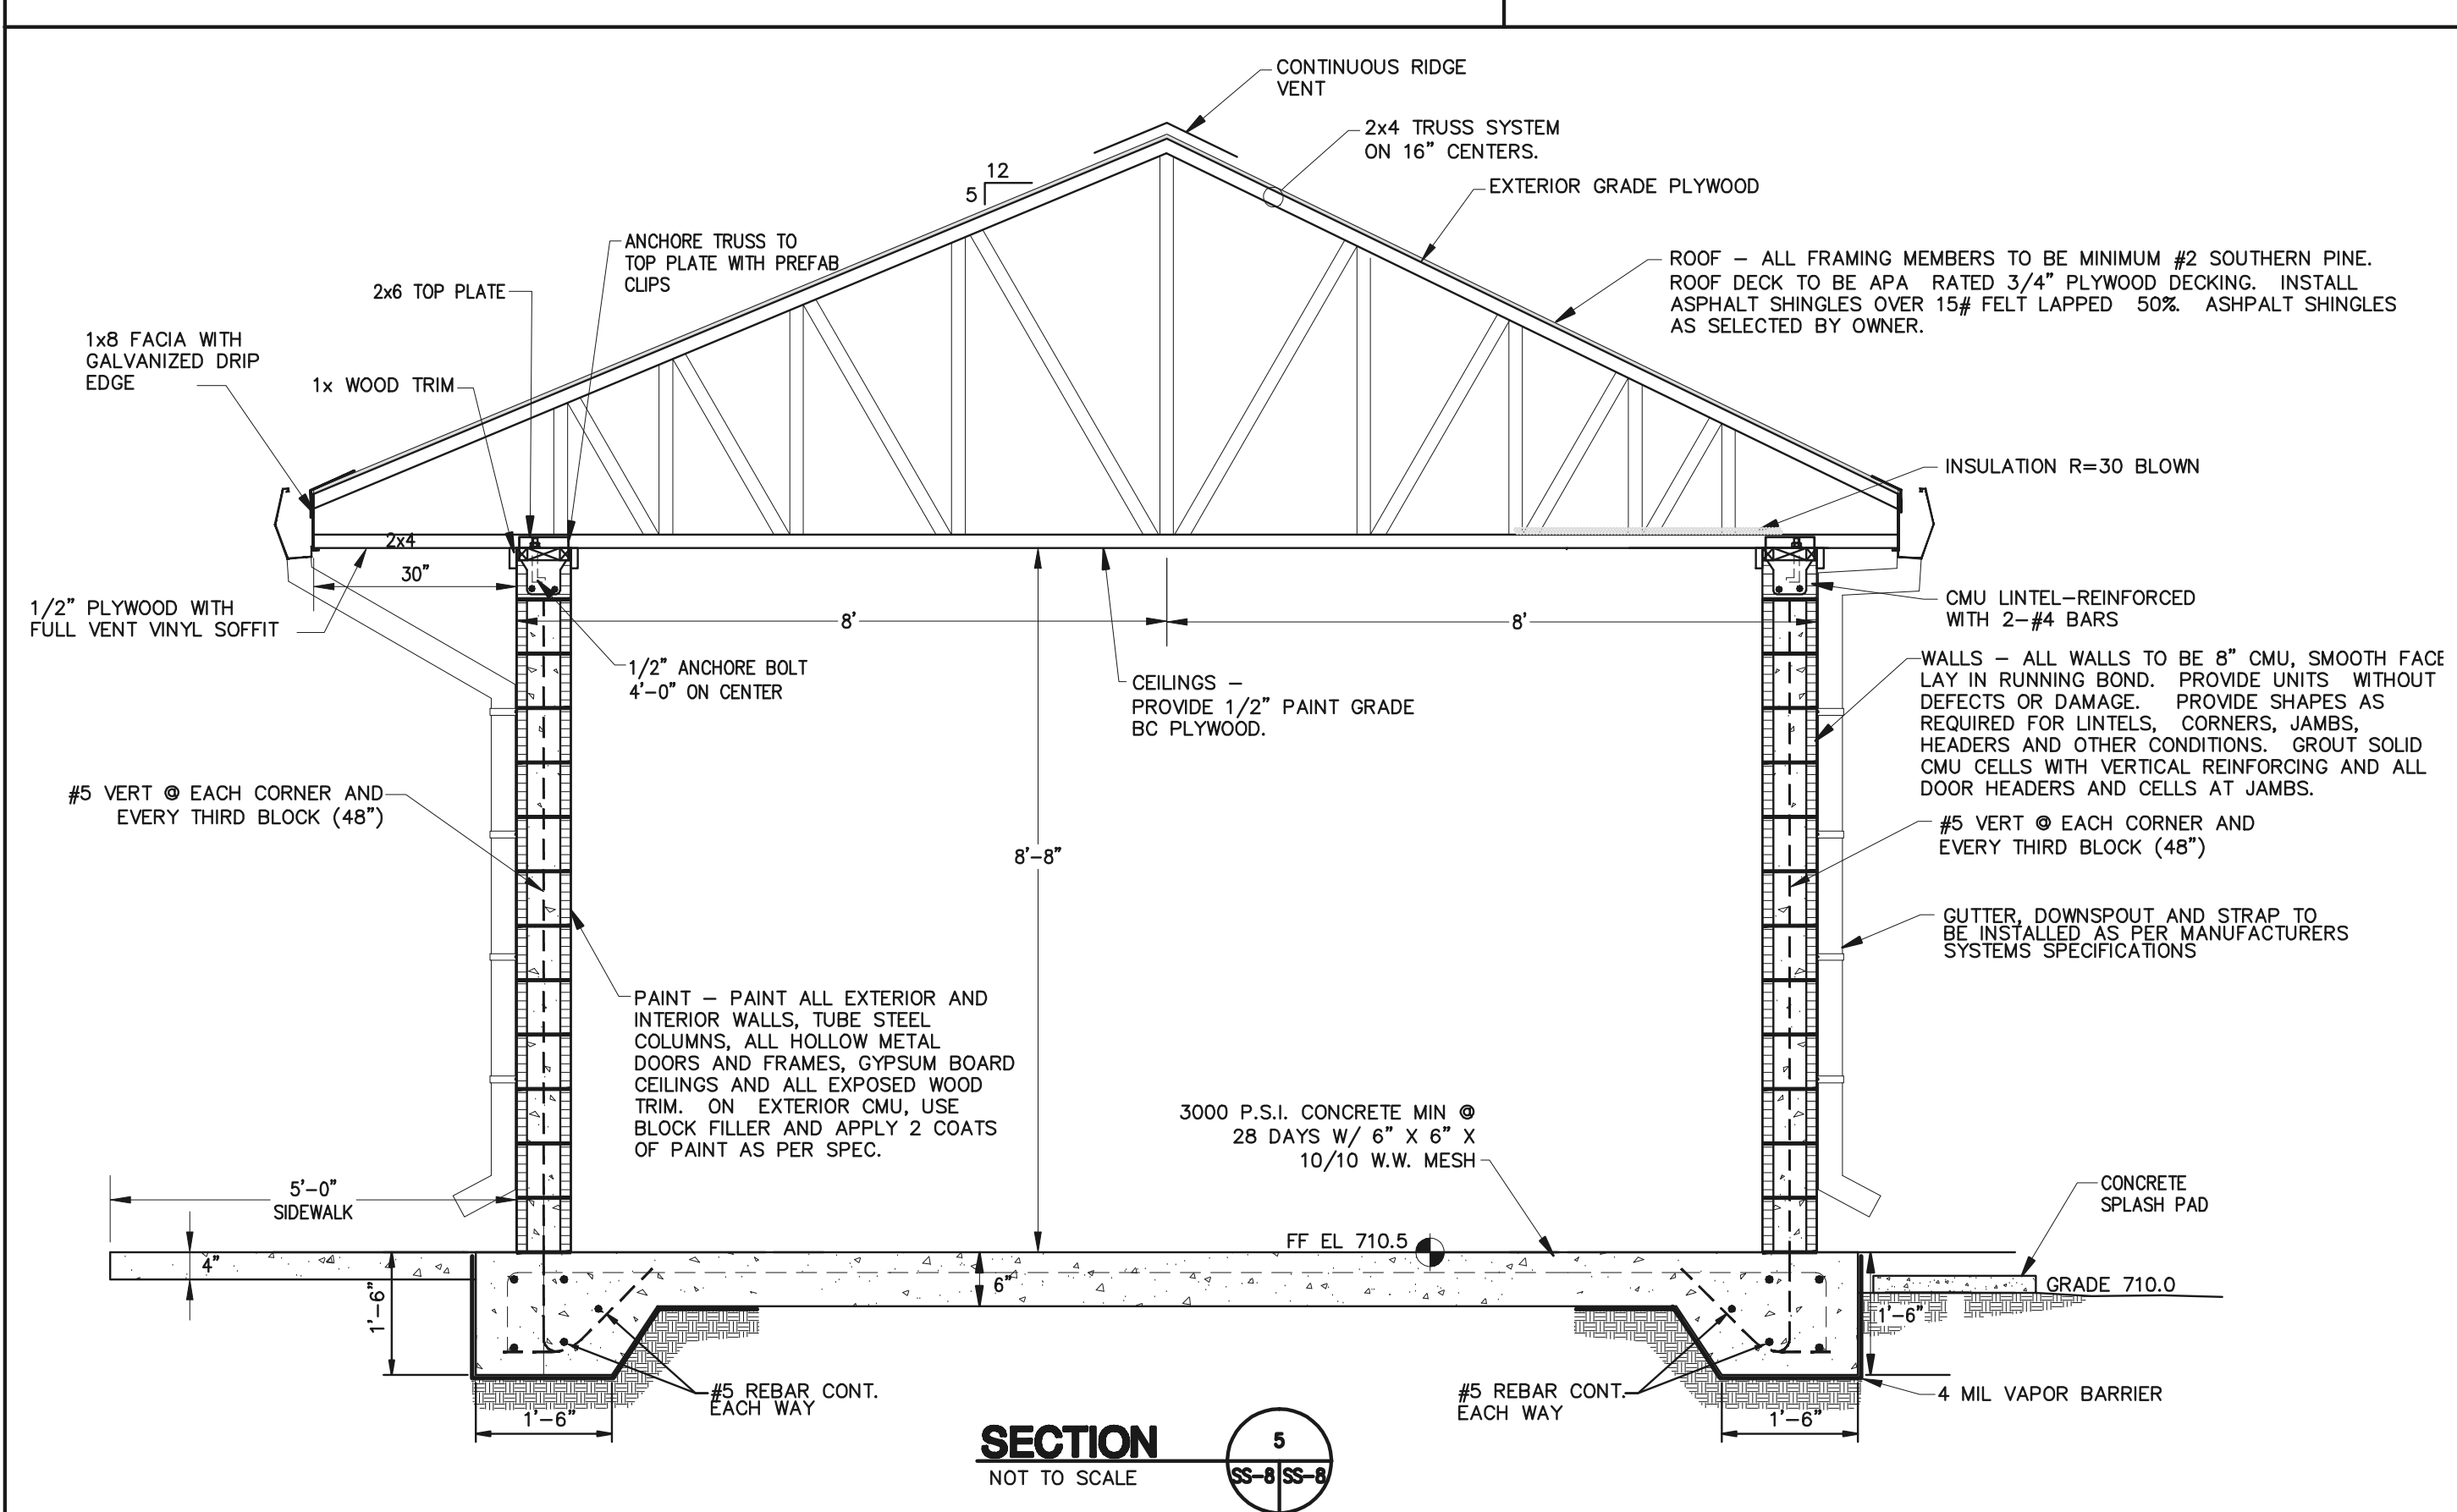 CONTINUOUS RIDGE
VENT
2x4 TRUSS SYSTEM
ON 16" CENTERS.
12
5
EXTERIOR GRADE PLYWOOD
ANCHORE TRUSS TO
TOP PLATE WITH PREFAB
CLIPS
2x6 TOP PLATE
ROOF – ALL FRAMING MEMBERS TO BE MINIMUM #2 SOUTHERN PINE.
ROOF DECK TO BE APA RATED 3/4" PLYWOOD DECKING. INSTALL
ASPHALT SHINGLES OVER 15# FELT LAPPED 50%. ASHPALT SHINGLES
AS SELECTED BY OWNER.
1x8 FACIA WITH
GALVANIZED DRIP
EDGE
1x WOOD TRIM
INSULATION R=30 BLOWN
2x4
30"
1/2" PLYWOOD WITH
FULL VENT VINYL SOFFIT
8'
8'
CMU LINTEL–REINFORCED
WITH 2–#4 BARS
1/2" ANCHORE BOLT
4'–0" ON CENTER
CEILINGS –
PROVIDE 1/2" PAINT GRADE
BC PLYWOOD.
WALLS – ALL WALLS TO BE 8" CMU, SMOOTH FACE
LAY IN RUNNING BOND. PROVIDE UNITS WITHOUT
DEFECTS OR DAMAGE. PROVIDE SHAPES AS
REQUIRED FOR LINTELS, CORNERS, JAMBS,
HEADERS AND OTHER CONDITIONS. GROUT SOLID
CMU CELLS WITH VERTICAL REINFORCING AND ALL
DOOR HEADERS AND CELLS AT JAMBS.
#5 VERT @ EACH CORNER AND
EVERY THIRD BLOCK (48")
8'–8"
#5 VERT @ EACH CORNER AND
EVERY THIRD BLOCK (48")
GUTTER, DOWNSPOUT AND STRAP TO
BE INSTALLED AS PER MANUFACTURERS
SYSTEMS SPECIFICATIONS
PAINT – PAINT ALL EXTERIOR AND
INTERIOR WALLS, TUBE STEEL
COLUMNS, ALL HOLLOW METAL
DOORS AND FRAMES, GYPSUM BOARD
CEILINGS AND ALL EXPOSED WOOD
TRIM. ON EXTERIOR CMU, USE
BLOCK FILLER AND APPLY 2 COATS
OF PAINT AS PER SPEC.
3000 P.S.I. CONCRETE MIN @
28 DAYS W/ 6" X 6" X
10/10 W.W. MESH
5'–0"
SIDEWALK
CONCRETE
SPLASH PAD
FF EL 710.5
4"
1'–6"
6"
GRADE 710.0
1'–6"
#5 REBAR CONT.
EACH WAY
1'–6"
#5 REBAR CONT.
EACH WAY
1'–6"
4 MIL VAPOR BARRIER
SECTION
NOT TO SCALE
5
SS–8 SS–8